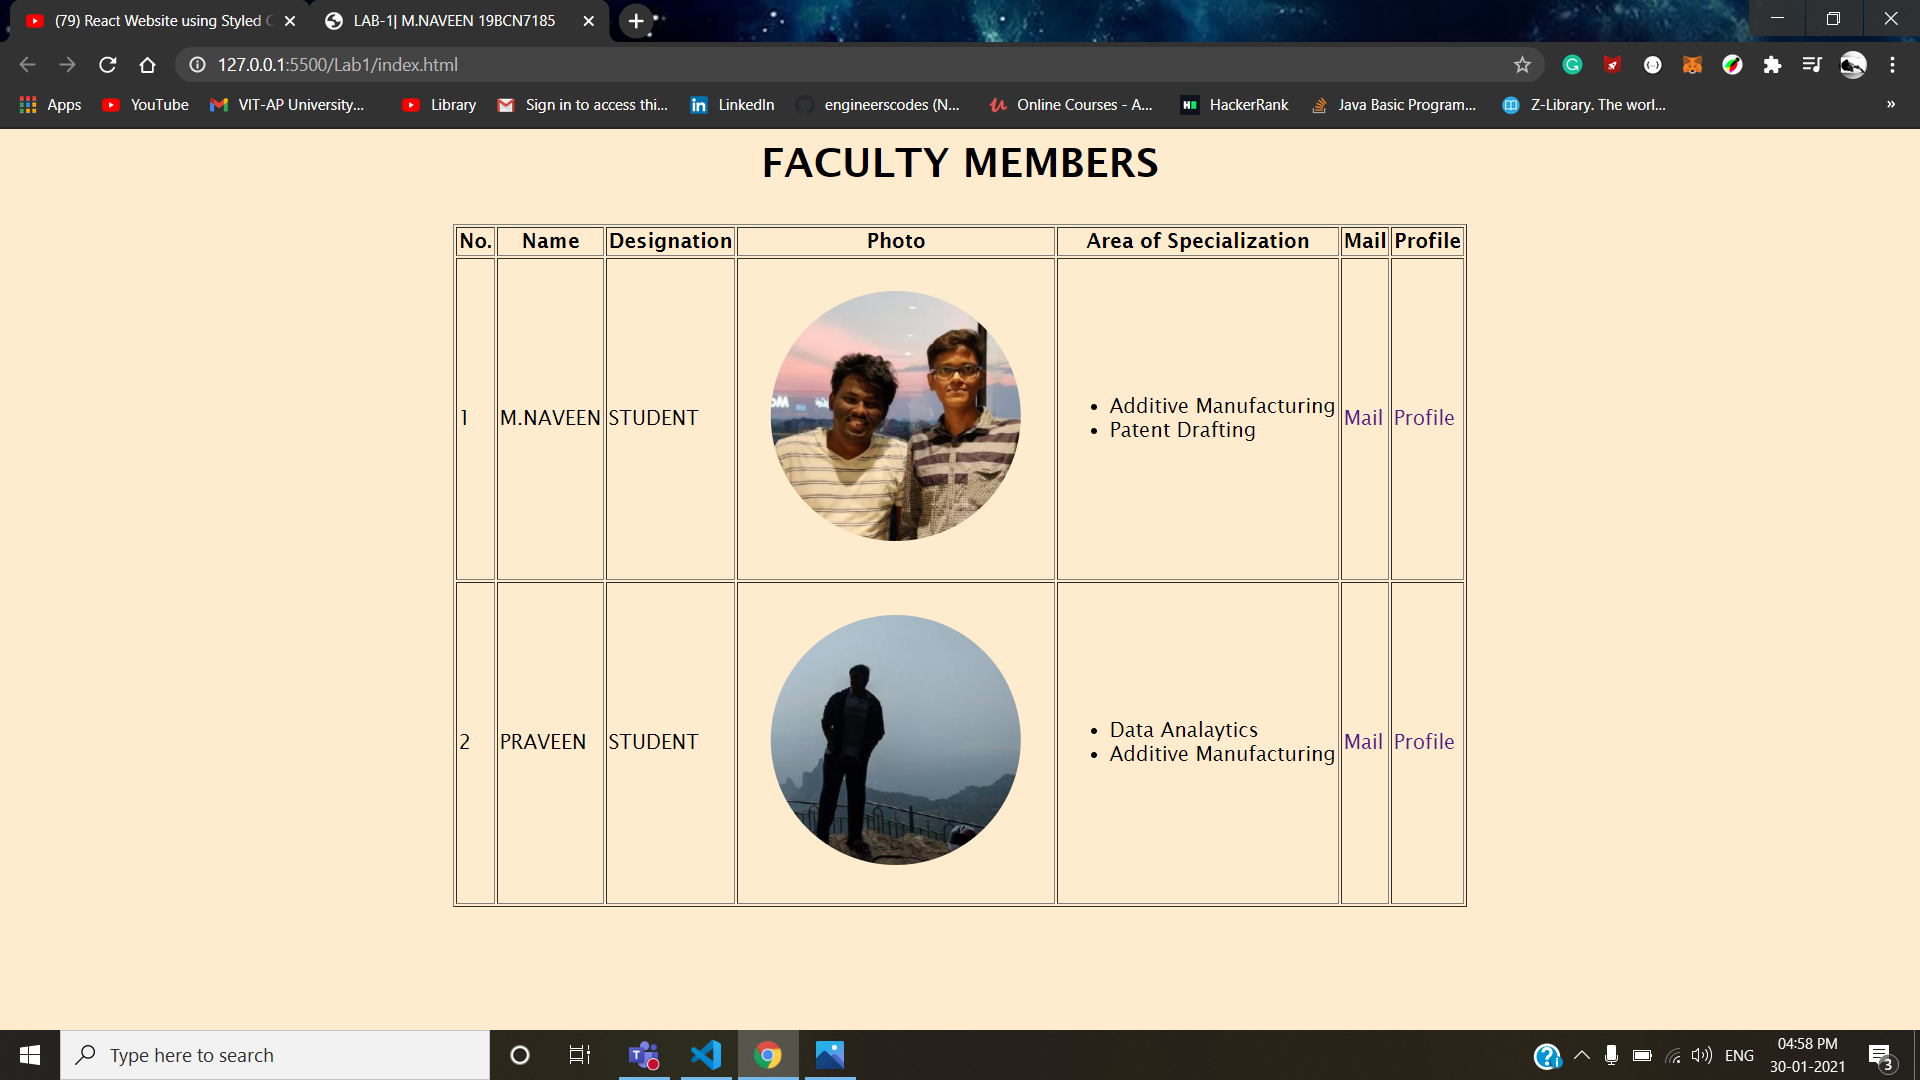 (79) React Website using Styled C
LAB-1| M.NAVEEN 19BCN7185
127.0.0.1:5500/Lab1/index.html
Apps
YouTube
VIT-AP University...
Library
Sign in to access thi...
LinkedIn
engineerscodes (N...
Online Courses - A...
HackerRank
Java Basic Program...
Z-Library. The worl...
»
FACULTY MEMBERS
No. Name Designation Photo Area of Specialization Mail Profile
1 M.NAVEEN STUDENT
• Additive Manufacturing
• Patent Drafting
Mail Profile
2 PRAVEEN STUDENT
• Data Analaytics
• Additive Manufacturing
Mail Profile
Type here to search
ENG
04:58 PM
30-01-2021
3